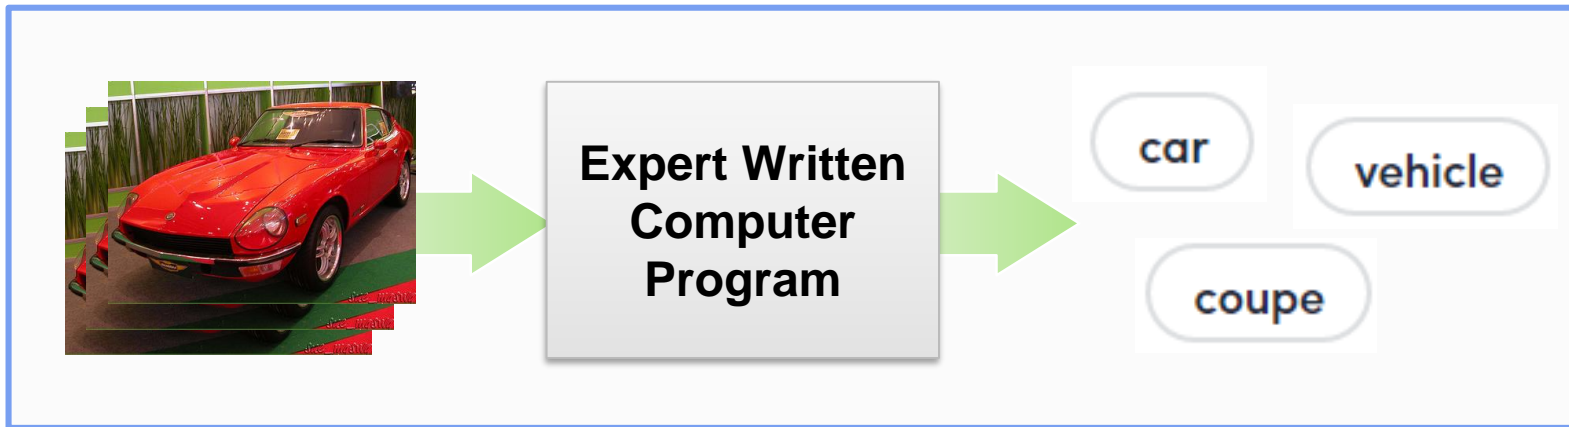 Expert Written
Computer
Program
car
vehicle
coupe